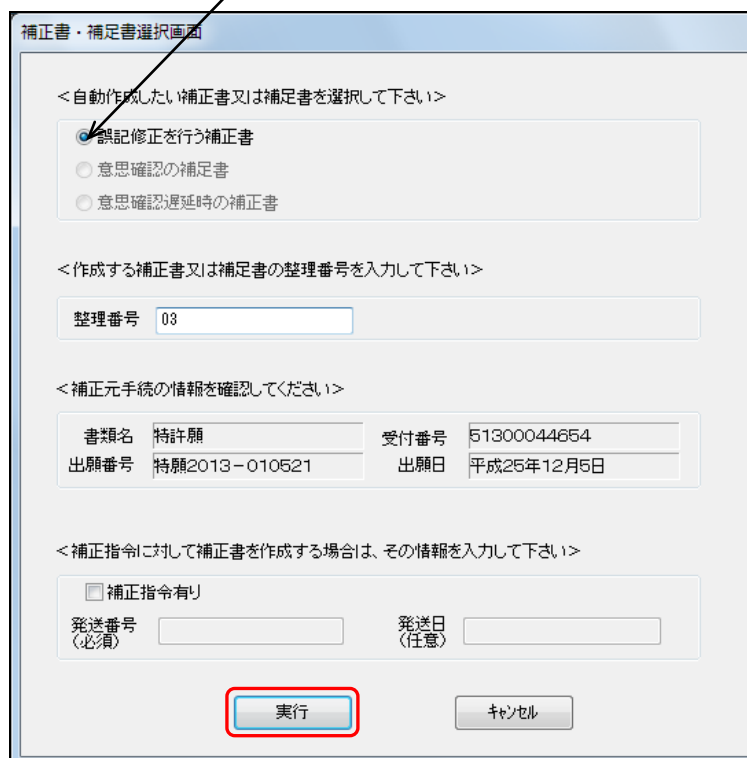 補正書・補足書選択画面
<自動作成したい補正書又は補足書を選択して下さい>
誤記修正を行う補正書
意思確認の補足書
意思確認遅延時の補正書
<作成する補正書又は補足書の整理番号を入力して下さい>
整理番号 03
<補正元手続の情報を確認してください>
書類名 特許願 受付番号 51300044654
出願番号 特願2013-010521 出願日 平成25年12月5日
<補正指令に対して補正書を作成する場合は、その情報を入力して下さい>
補正指令有り
発送番号 発送日
(必須) (任意)
実行 キャンセル